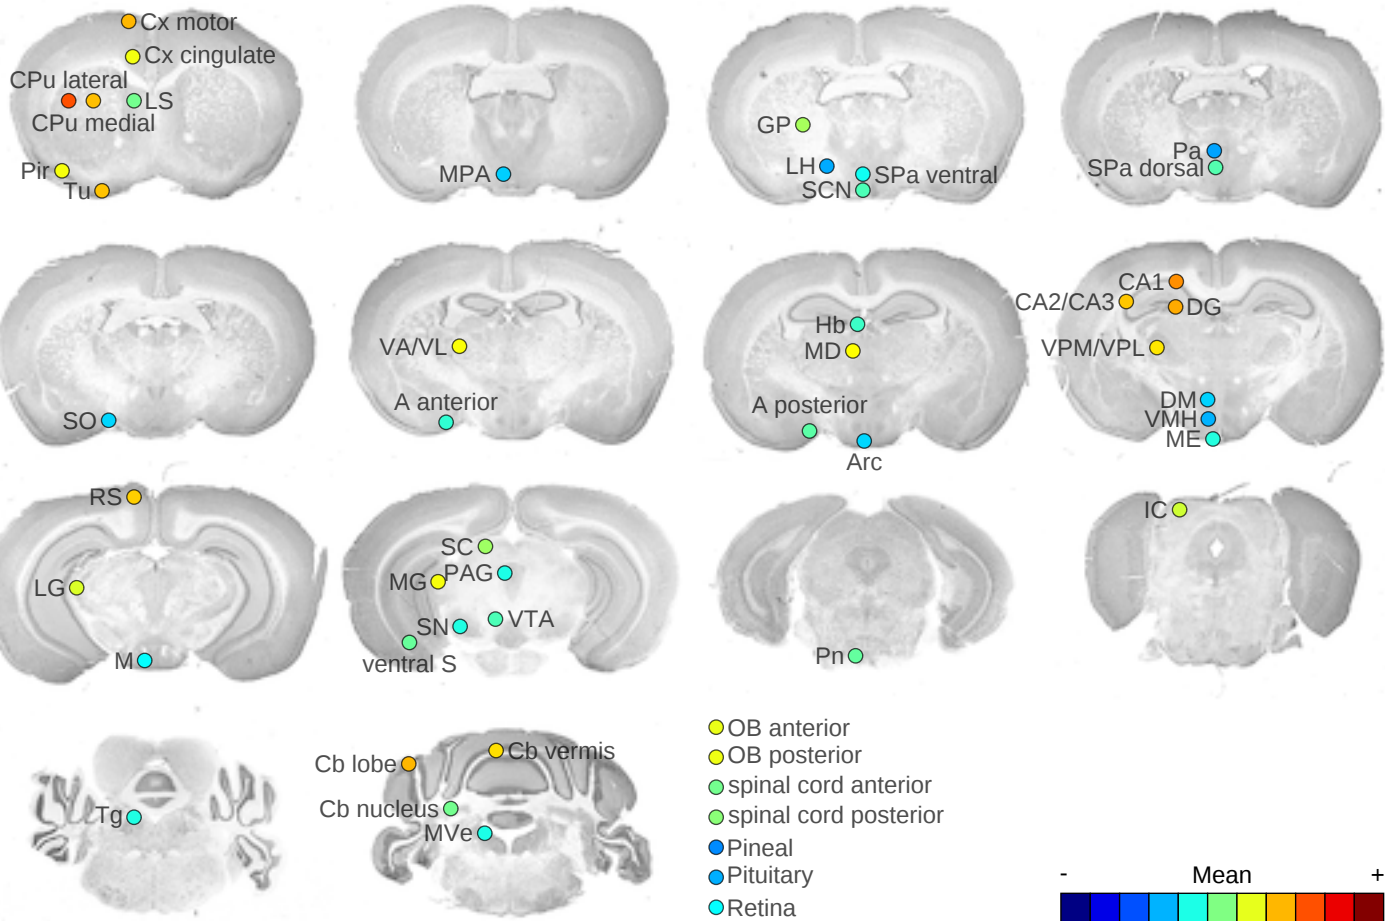 Cx motor
Cx cingulate
CPu lateral
LS
CPu medial
Pir
Tu
MPA
GP
LH
SPa ventral
SCN
Pa
SPa dorsal
SO
VA/VL
A anterior
Hb
MD
A posterior
Arc
CA1
CA2/CA3
DG
VPM/VPL
DM
VMH
ME
RS
LG
M
SC
PAG
MG
VTA
SN
ventral S
Pn
IC
Tg
Cb lobe
Cb vermis
Cb nucleus
MVe
OB anterior
OB posterior
spinal cord anterior
spinal cord posterior
Pineal
Pituitary
Retina
- Mean +